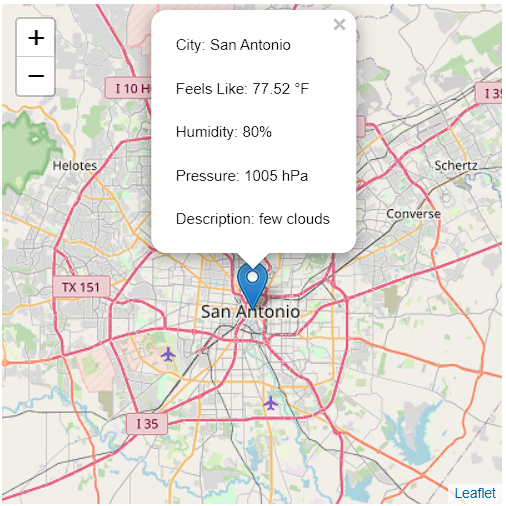 ×
City: San Antonio
+
Feels Like: 77.52 °F
−
I 10
Humidity: 80%
Helotes
Schertz
Pressure: 1005 hPa
Converse
Description: few clouds
TX 151
San Antonio
I 35
Leaflet